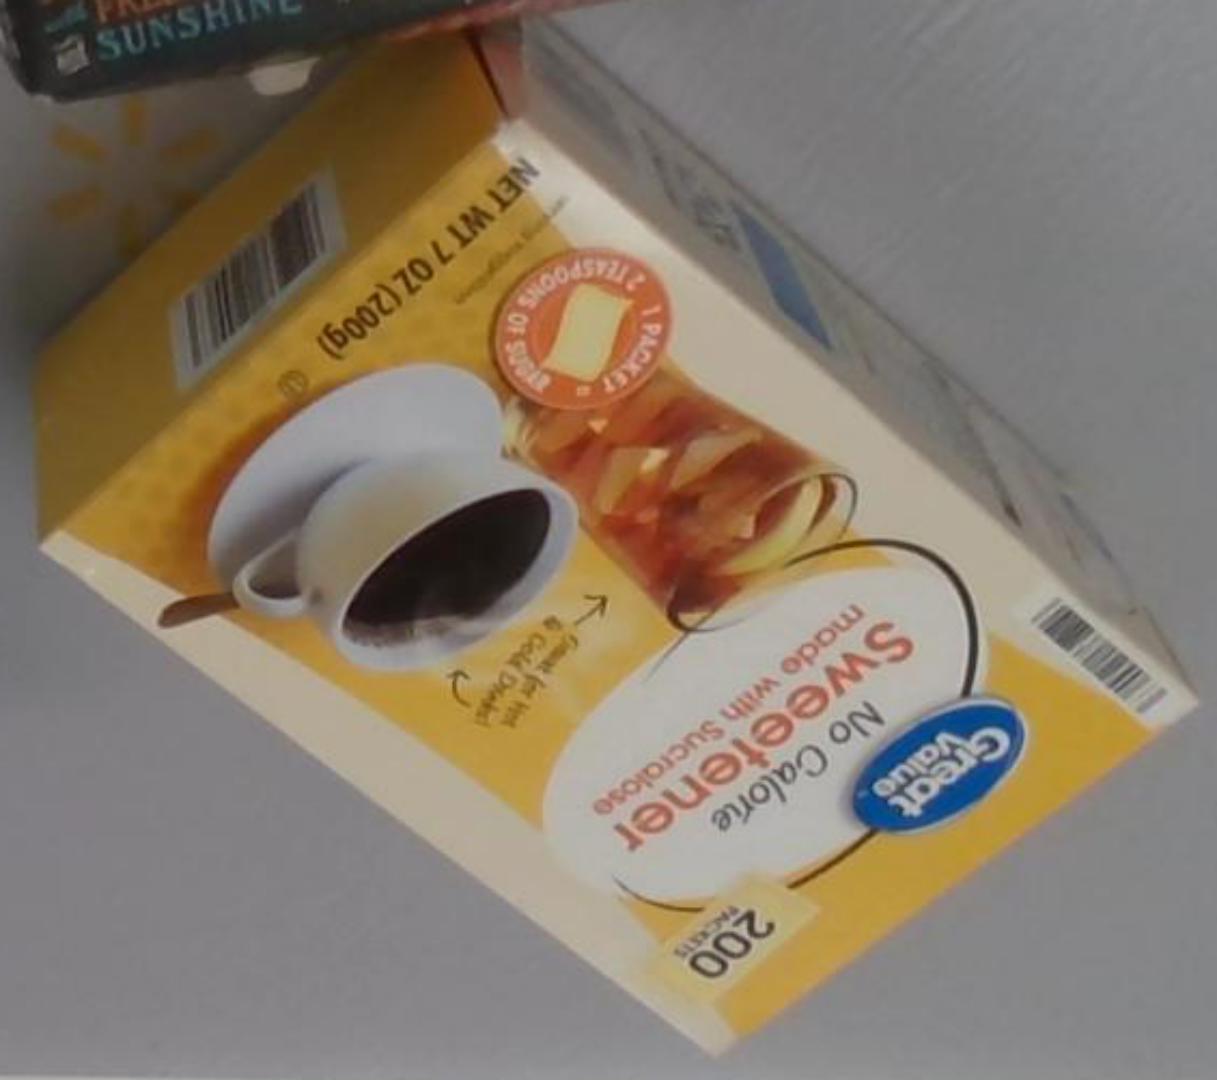 SUNSHINE
Great
Value
No Calorie
Sweetener
made with Sucralose
200
PACKETS
Great for Hot
& Cold Drinks!
1 PACKET =
2 TEASPOONS OF SUGAR
NET WT 7 OZ (200g)